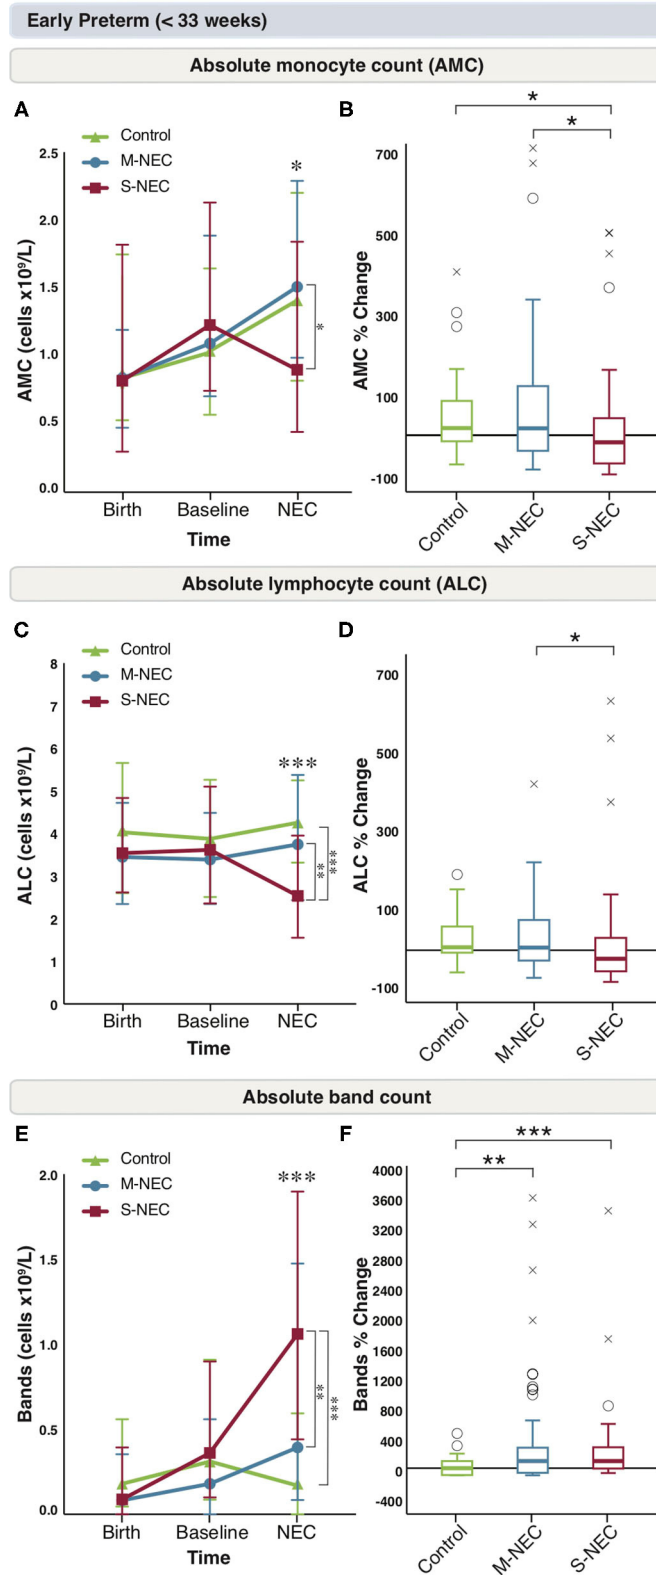 Early Preterm (< 33 weeks)
Absolute monocyte count (AMC)
A
Control
M-NEC
S-NEC
2.5
2.0
1.5
1.0
0.5
0.0
AMC (cells x10⁹/L)
*
*
Birth Baseline NEC
Time
B
*
*
700
500
300
100
-100
AMC % Change
Control M-NEC S-NEC
Absolute lymphocyte count (ALC)
C
Control
M-NEC
S-NEC
8
7
6
5
4
3
2
1
0
ALC (cells x10⁹/L)
***
**
***
Birth Baseline NEC
Time
D
*
700
500
300
100
-100
ALC % Change
Control M-NEC S-NEC
Absolute band count
E
Control
M-NEC
S-NEC
2.0
1.5
1.0
0.5
0.0
Bands (cells x10⁹/L)
***
**
***
Birth Baseline NEC
Time
F
***
**
4000
3600
3200
2800
2400
2000
1600
1200
800
400
0
-400
Bands % Change
Control M-NEC S-NEC